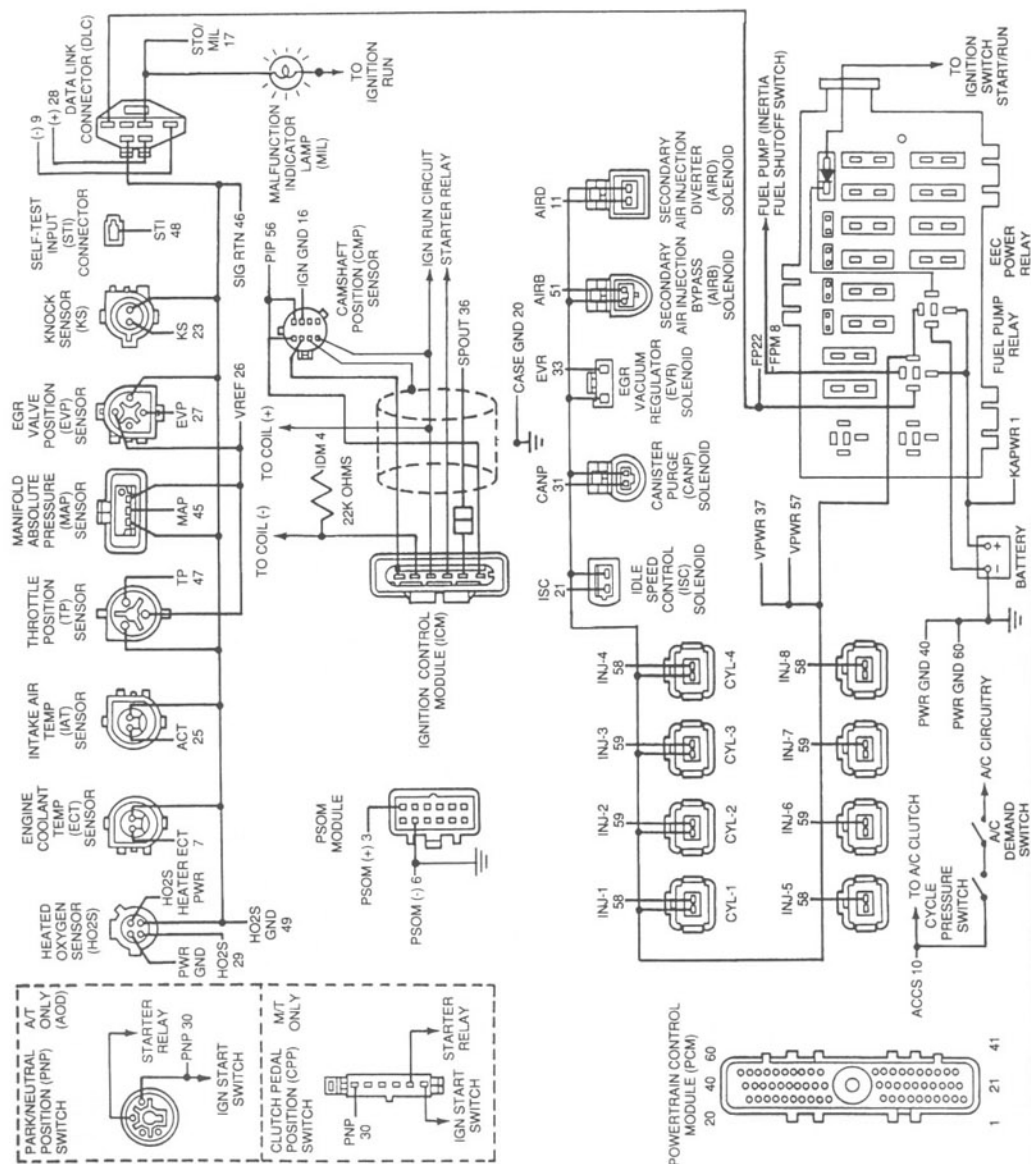 PARK/NEUTRAL
POSITION (PNP)
SWITCH
A/T
ONLY
(AOD)
STARTER
RELAY
PNP 30
IGN START
SWITCH
CLUTCH PEDAL
POSITION (CPP)
SWITCH
M/T
ONLY
PNP
30
STARTER
RELAY
IGN START
SWITCH
HEATED
OXYGEN
SENSOR
(HO2S)
HO2S
HEATER
PWR
PWR
GND
HO2S
29
HO2S
GND
49
ENGINE
COOLANT
TEMP
(ECT)
SENSOR
ECT
7
INTAKE AIR
TEMP
(IAT)
SENSOR
ACT
25
THROTTLE
POSITION
(TP)
SENSOR
TP
47
MANIFOLD
ABSOLUTE
PRESSURE
(MAP)
SENSOR
MAP
45
EGR
VALVE
POSITION
(EVP)
SENSOR
EVP
27
VREF 26
KNOCK
SENSOR
(KS)
KS
23
SELF-TEST
INPUT
(STI)
CONNECTOR
STI
48
SIG RTN 46
(-) 9
(+) 28
DATA LINK
CONNECTOR (DLC)
STO/
MIL
17
MALFUNCTION
INDICATOR
LAMP
(MIL)
TO
IGNITION
RUN
PSOM
MODULE
PSOM (+) 3
PSOM (-) 6
IGNITION CONTROL
MODULE (ICM)
TO COIL (-)
22K OHMS
IDM 4
TO COIL (+)
PIP 56
IGN GND 16
CAMSHAFT
POSITION (CMP)
SENSOR
IGN RUN CIRCUIT
STARTER RELAY
SPOUT 36
CASE GND 20
INJ-1
58
CYL-1
INJ-2
59
CYL-2
INJ-3
59
CYL-3
INJ-4
58
CYL-4
ISC
21
IDLE
SPEED
CONTROL
(ISC)
SOLENOID
CANP
31
CANISTER
PURGE
(CANP)
SOLENOID
EVR
33
EGR
VACUUM
REGULATOR
(EVR)
SOLENOID
AIRB
51
SECONDARY
AIR INJECTION
BYPASS
(AIRB)
SOLENOID
AIRD
11
SECONDARY
AIR INJECTION
DIVERTER
(AIRD)
SOLENOID
INJ-5
58
INJ-6
59
INJ-7
59
INJ-8
58
VPWR 37
VPWR 57
FP22
FPM 8
FUEL PUMP (INERTIA
FUEL SHUTOFF SWITCH)
TO
IGNITION
SWITCH
START/RUN
POWERTRAIN CONTROL
MODULE (PCM)
20 40 60
1 21 41
ACCS 10
TO A/C CLUTCH
CYCLE
PRESSURE
SWITCH
A/C
DEMAND
SWITCH
A/C CIRCUITRY
PWR GND 40
PWR GND 60
- +
BATTERY
KAPWR 1
FUEL PUMP
RELAY
EEC
POWER
RELAY